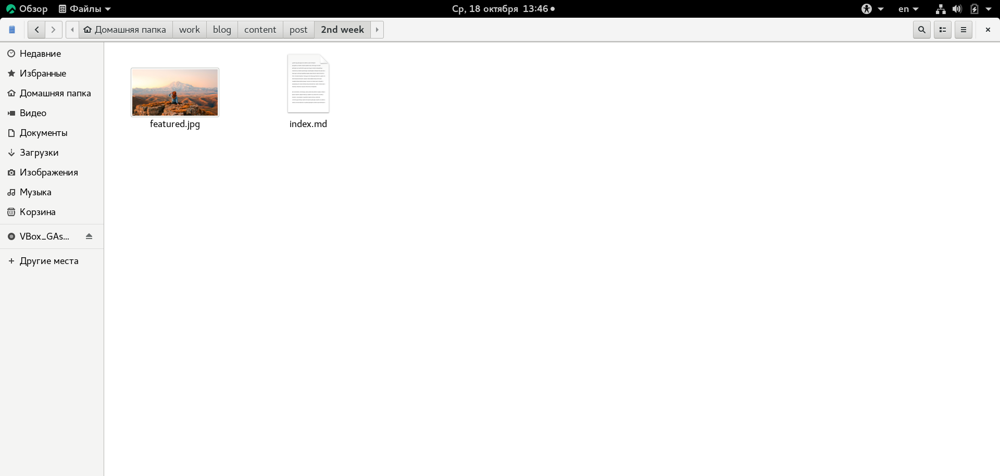 Обзор Файлы Ср, 18 октября 13:46 en
Домашняя папка work blog content post 2nd week
Недавние
Избранные
Домашняя папка
Видео
Документы
Загрузки
Изображения
Музыка
Корзина
VBox_GAs...
Другие места
featured.jpg index.md